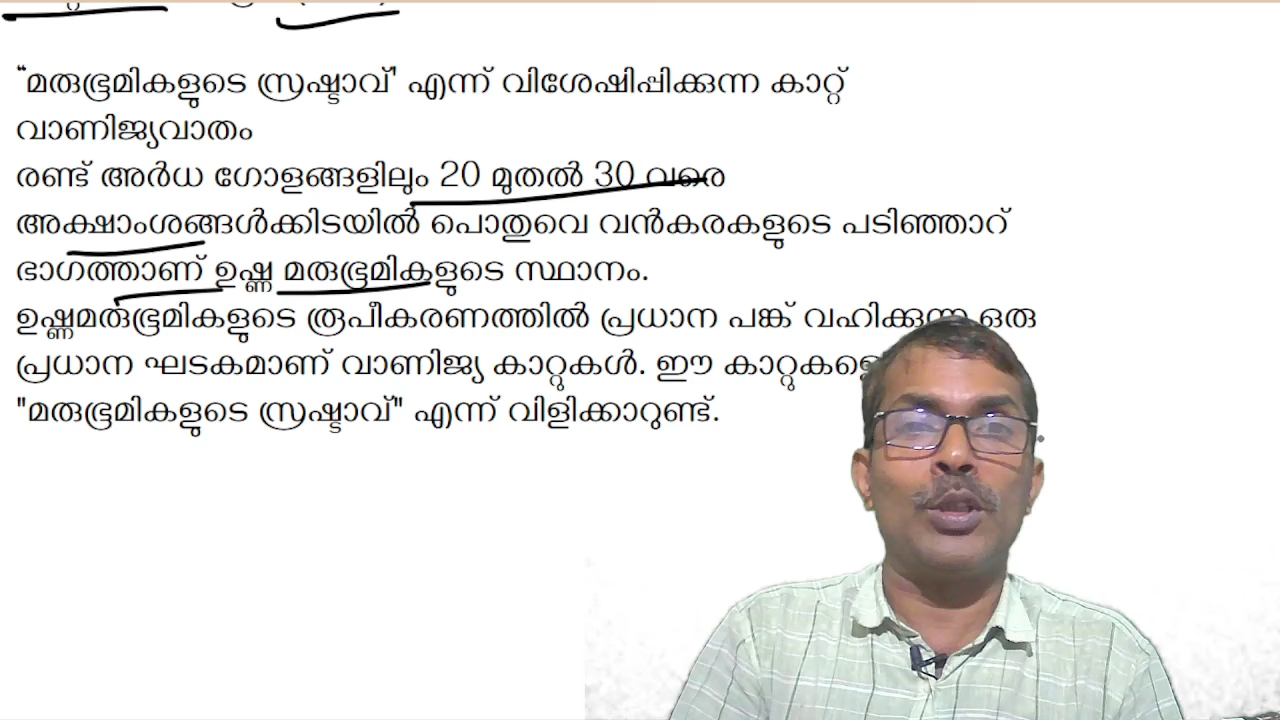 “മരുഭൂമികളുടെ സ്രഷ്ടാവ്' എന്ന് വിശേഷിപ്പിക്കുന്ന കാറ്റ്
വാണിജ്യവാതം
രണ്ട് അർധ ഗോളങ്ങളിലും 20 മുതൽ 30 വരെ
അക്ഷാംശങ്ങൾക്കിടയിൽ പൊതുവെ വൻകരകളുടെ പടിഞ്ഞാറ്
ഭാഗത്താണ് ഉഷ്ണ മരുഭൂമികളുടെ സ്ഥാനം.
ഉഷ്ണമരുഭൂമികളുടെ രൂപീകരണത്തിൽ പ്രധാന പങ്ക് വഹിക്കുന്ന ഒരു
പ്രധാന ഘടകമാണ് വാണിജ്യ കാറ്റുകൾ. ഈ കാറ്റുകളെ
"മരുഭൂമികളുടെ സ്രഷ്ടാവ്" എന്ന് വിളിക്കാറുണ്ട്.